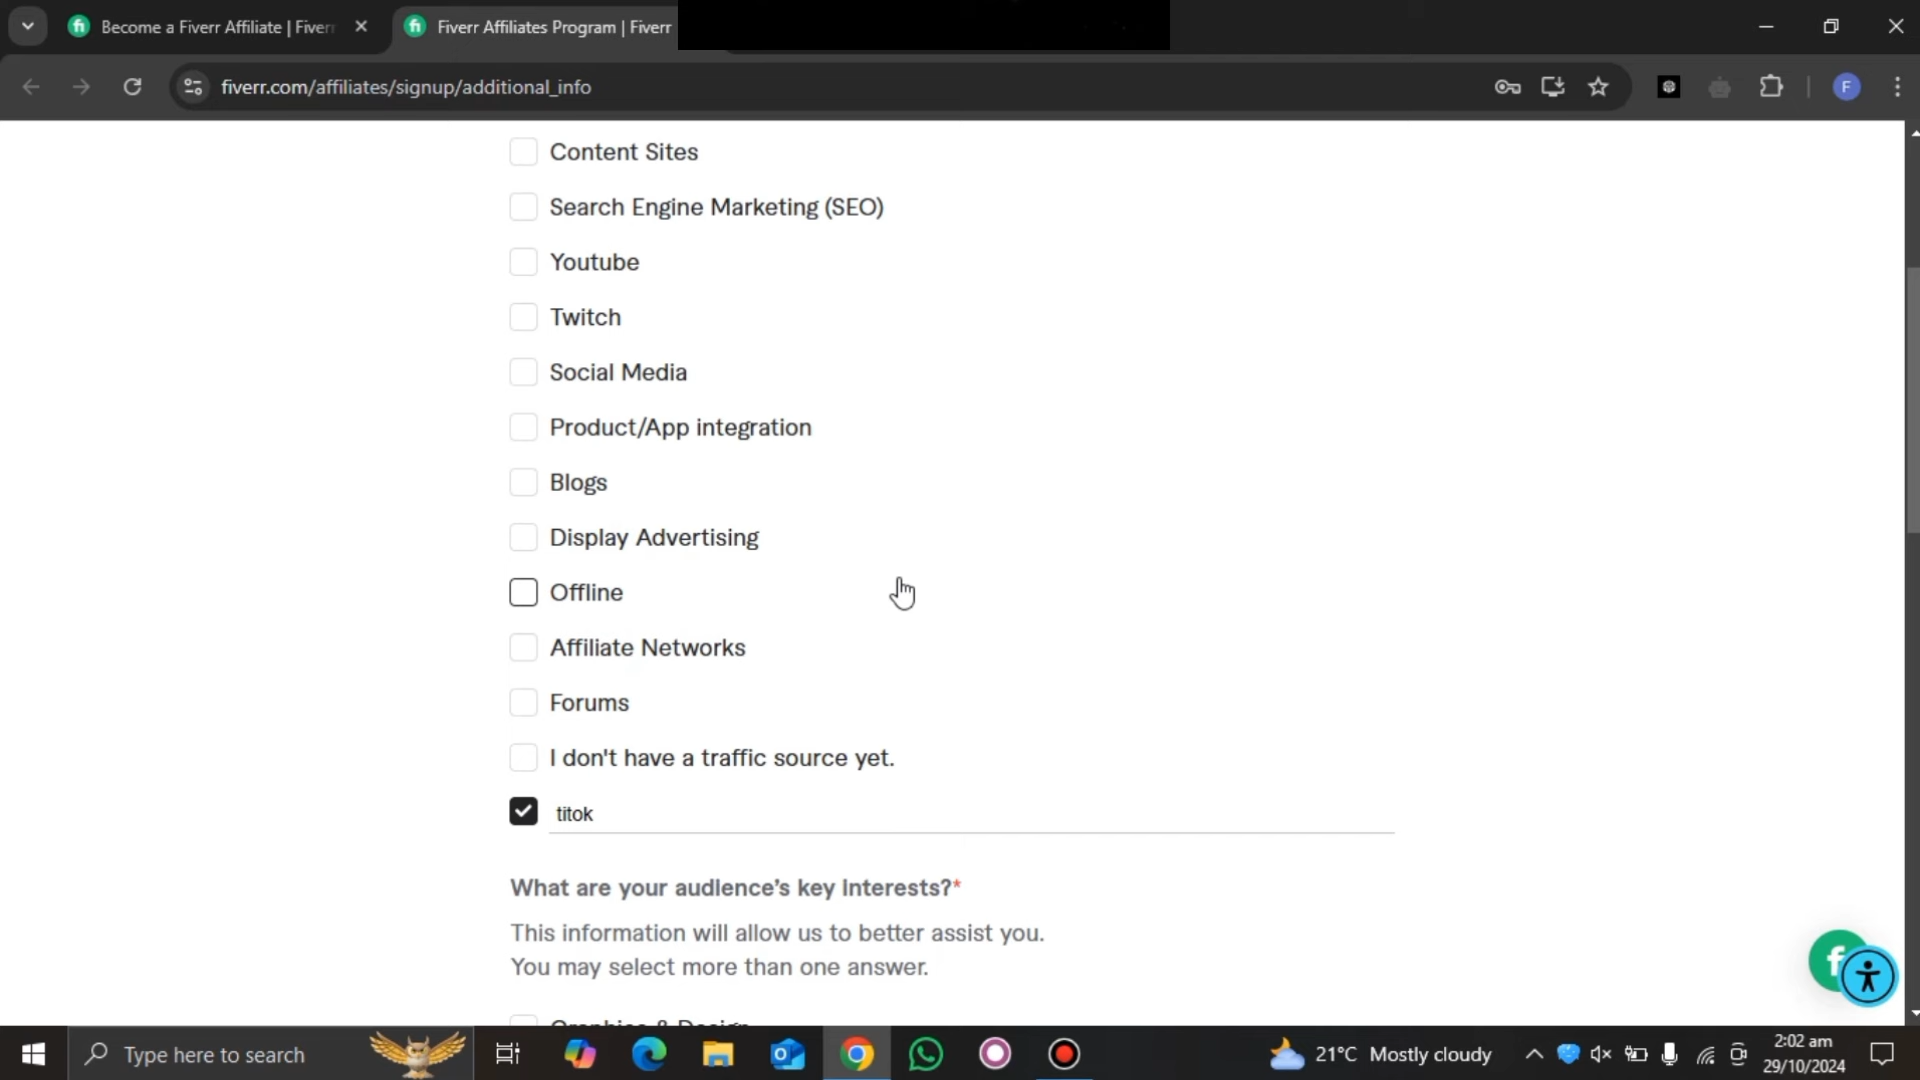 Become a Fiverr Affiliate | Fiverr
Fiverr Affiliates Program | Fiverr
fiverr.com/affiliates/signup/additional_info
F
Content Sites
Search Engine Marketing (SEO)
Youtube
Twitch
Social Media
Product/App integration
Blogs
Display Advertising
Offline
Affiliate Networks
Forums
I don't have a traffic source yet.
titok
What are your audience's key interests?*
This information will allow us to better assist you.
You may select more than one answer.
Graphics & Design
Type here to search
21°C Mostly cloudy
2:02 am
29/10/2024